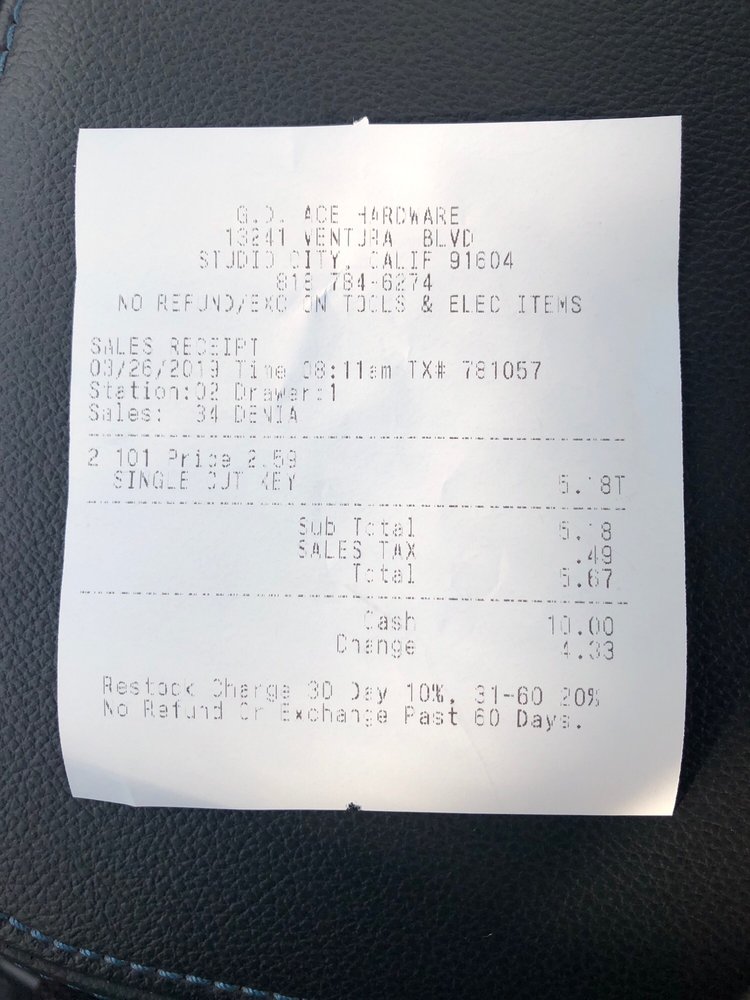 G.D. ACE HARDWARE
13241 VENTURA BLVD
STUDIO CITY, CALIF 91604
818 784-6274
NO REFUND/EXC ON TOOLS & ELEC ITEMS
SALES RECEIPT
03/26/2019 Time 08:11am TX# 781057
Station:02 Drawer:1
Sales: 34 DENIA
2 101 Price 2.59
SINGLE CUT KEY 5.18T
Sub Total 5.18
SALES TAX .49
Total 5.67
Cash 10.00
Change 4.33
Restock Charge 30 Day 10%, 31-60 20%
No Refund Or Exchange Past 60 Days.